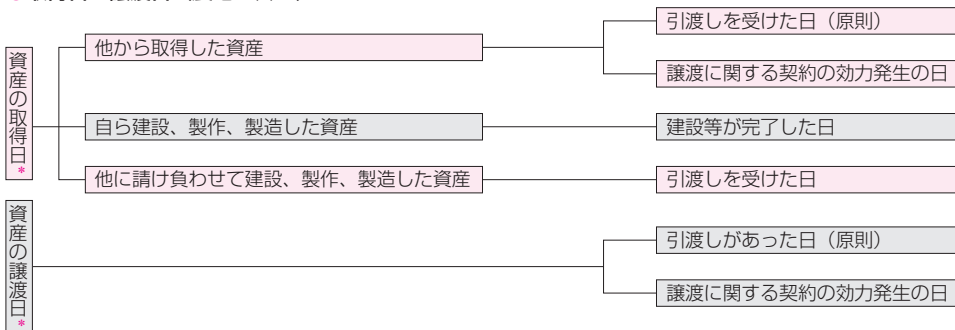 資産の取得日*
他から取得した資産
引渡しを受けた日（原則）
譲渡に関する契約の効力発生の日
自ら建設、製作、製造した資産
建設等が完了した日
他に請け負わせて建設、製作、製造した資産
引渡しを受けた日
資産の譲渡日*
引渡しがあった日（原則）
譲渡に関する契約の効力発生の日